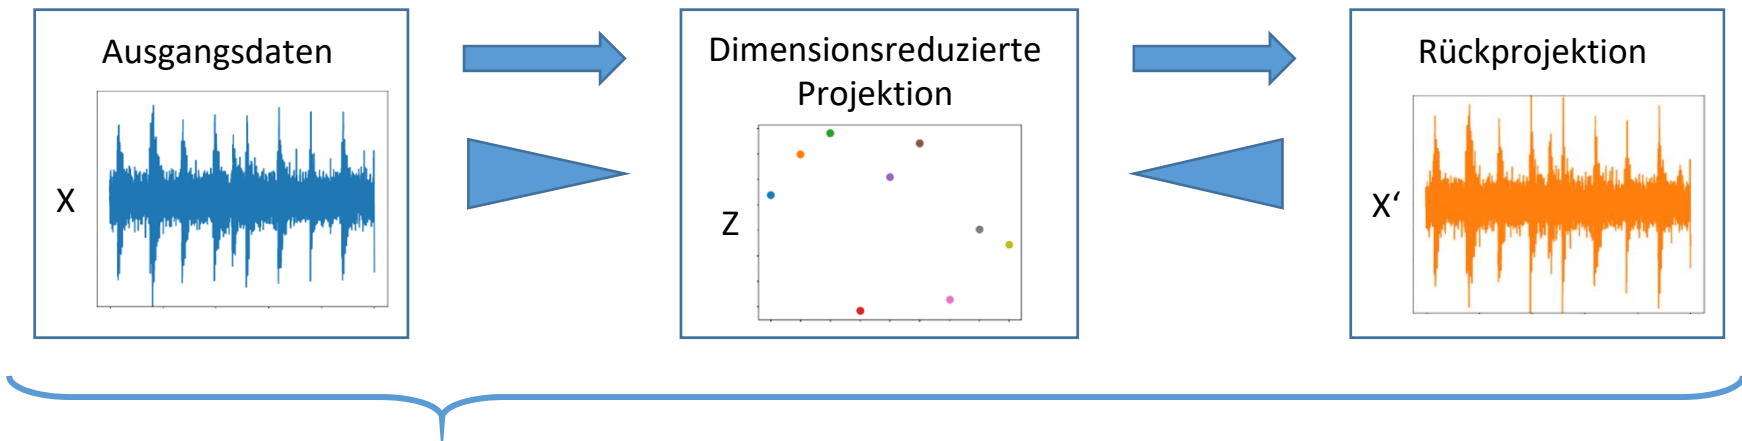 Ausgangsdaten
X
Dimensionsreduzierte
Projektion
Z
Rückprojektion
X‘